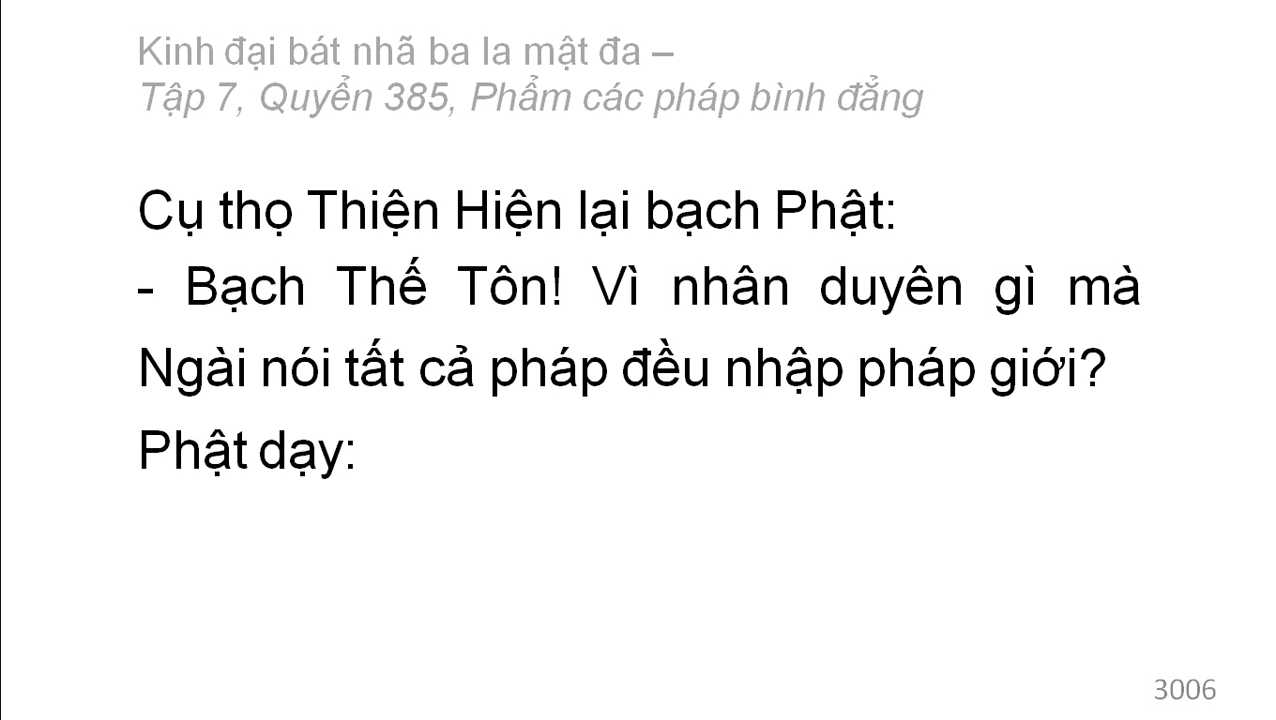 Kinh đại bát nhã ba la mật đa –
Tập 7, Quyển 385, Phẩm các pháp bình đẳng
Cụ thọ Thiện Hiện lại bạch Phật:
- Bạch Thế Tôn! Vì nhân duyên gì mà
Ngài nói tất cả pháp đều nhập pháp giới?
Phật dạy:
3006